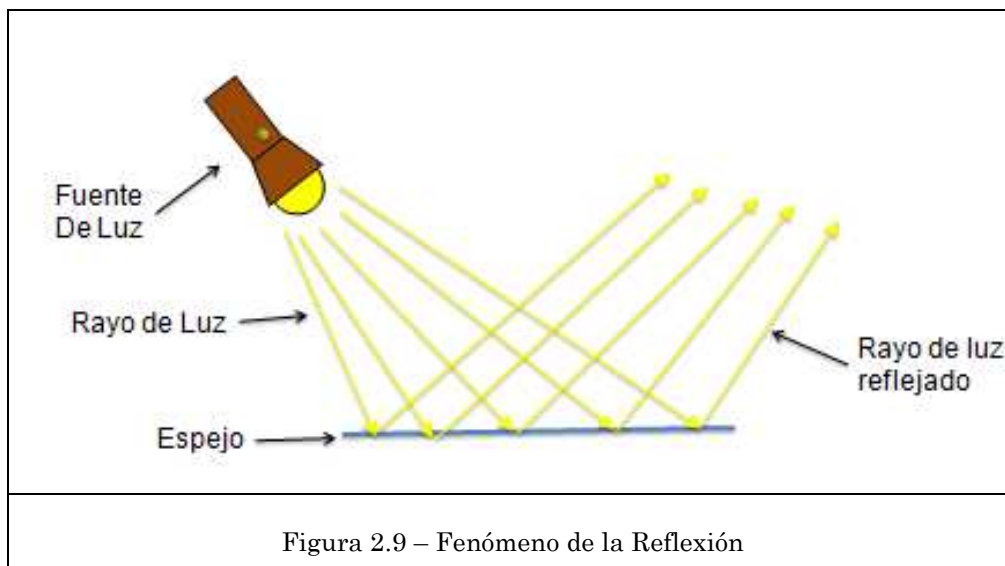 Fuente
De Luz
Rayo de Luz
Espejo
Rayo de luz
reflejado
Figura 2.9 – Fenómeno de la Reflexión